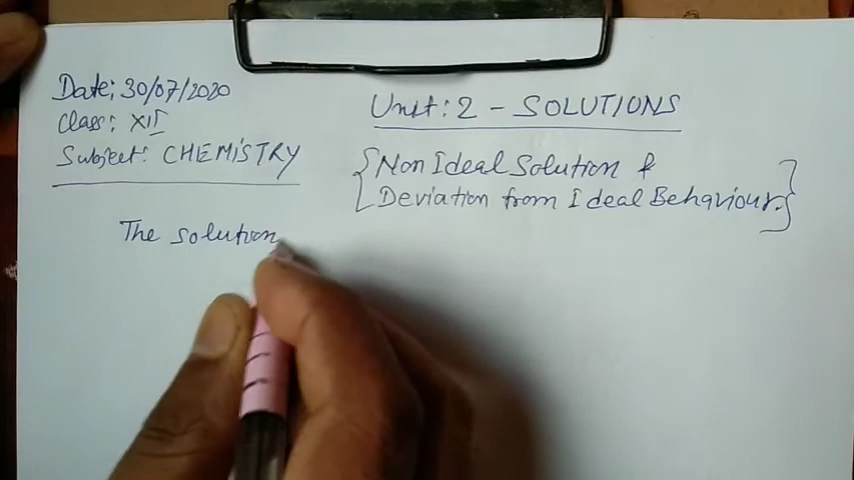 Date: 30/07/2020
Class: XII
Subject: CHEMISTRY
Unit: 2 - SOLUTIONS
{Non Ideal Solution &
Deviation from Ideal Behaviour.}
The solution